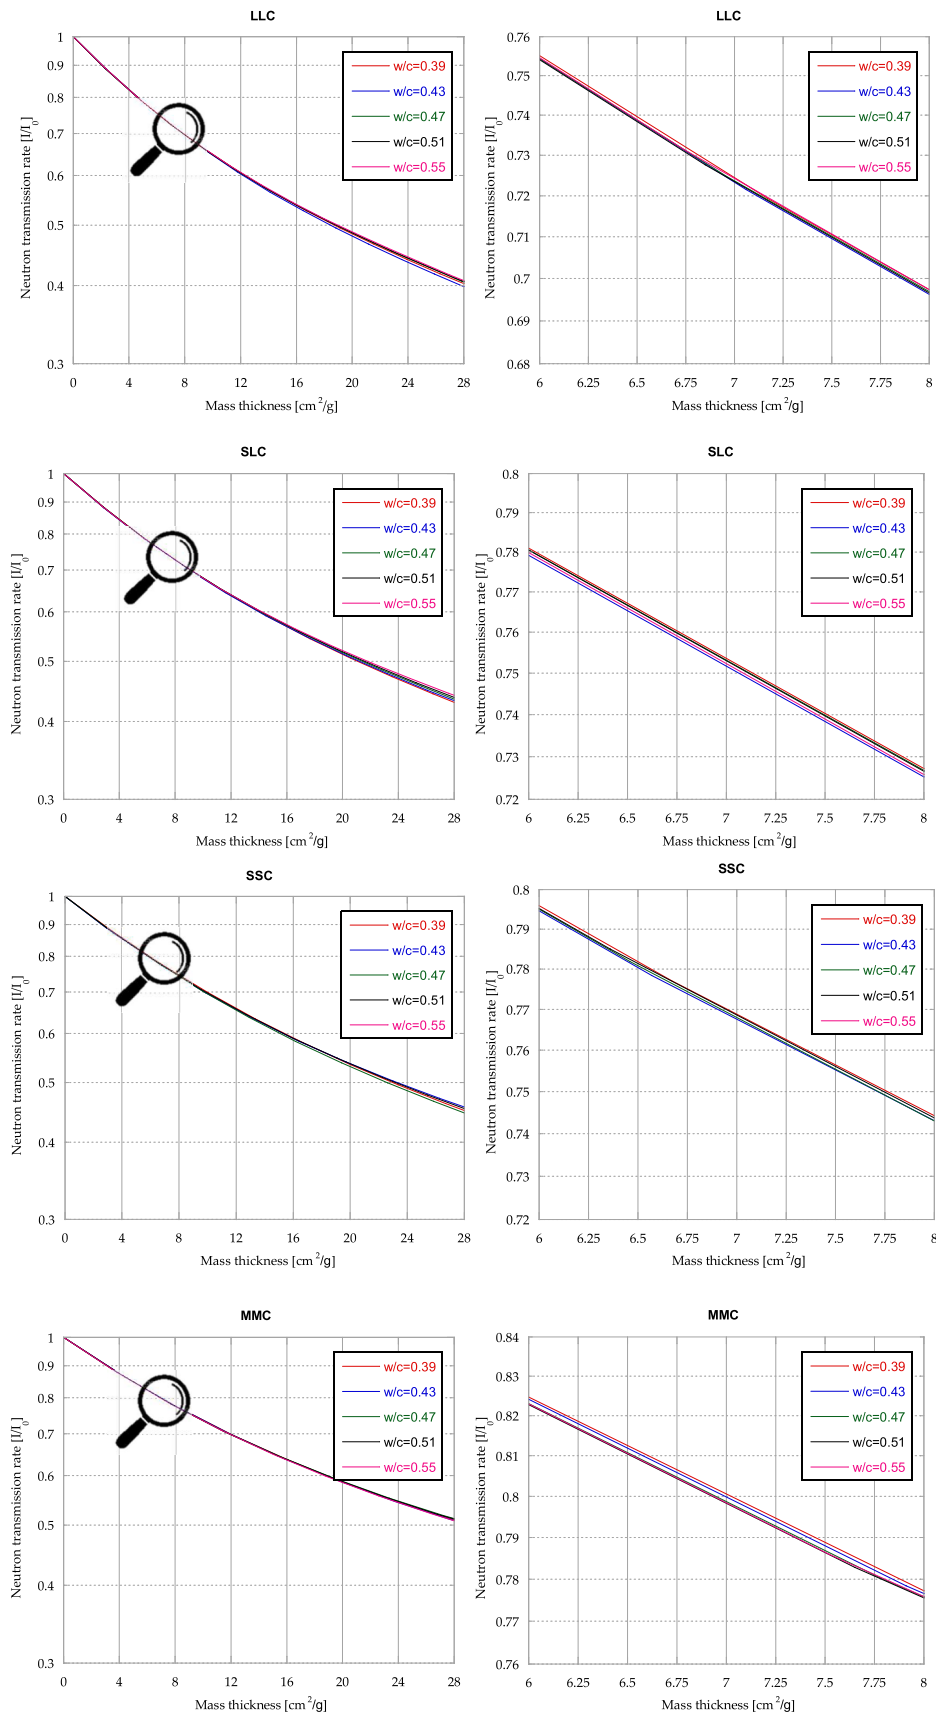 LLC
Neutron transmission rate [I/I0]
1
0.9
0.8
0.7
0.6
0.5
0.4
0.3
w/c=0.39
w/c=0.43
w/c=0.47
w/c=0.51
w/c=0.55
0 4 8 12 16 20 24 28
Mass thickness [cm2/g]
LLC
Neutron transmission rate [I/I0]
0.76
0.75
0.74
0.73
0.72
0.71
0.7
0.69
0.68
w/c=0.39
w/c=0.43
w/c=0.47
w/c=0.51
w/c=0.55
6 6.25 6.5 6.75 7 7.25 7.5 7.75 8
Mass thickness [cm2/g]
SLC
Neutron transmission rate [I/I0]
1
0.9
0.8
0.7
0.6
0.5
0.4
0.3
w/c=0.39
w/c=0.43
w/c=0.47
w/c=0.51
w/c=0.55
0 4 8 12 16 20 24 28
Mass thickness [cm2/g]
SLC
Neutron transmission rate [I/I0]
0.8
0.79
0.78
0.77
0.76
0.75
0.74
0.73
0.72
w/c=0.39
w/c=0.43
w/c=0.47
w/c=0.51
w/c=0.55
6 6.25 6.5 6.75 7 7.25 7.5 7.75 8
Mass thickness [cm2/g]
SSC
Neutron transmission rate [I/I0]
1
0.9
0.8
0.7
0.6
0.5
0.4
0.3
w/c=0.39
w/c=0.43
w/c=0.47
w/c=0.51
w/c=0.55
0 4 8 12 16 20 24 28
Mass thickness [cm2/g]
SSC
Neutron transmission rate [I/I0]
0.8
0.79
0.78
0.77
0.76
0.75
0.74
0.73
0.72
w/c=0.39
w/c=0.43
w/c=0.47
w/c=0.51
w/c=0.55
6 6.25 6.5 6.75 7 7.25 7.5 7.75 8
Mass thickness [cm2/g]
MMC
Neutron transmission rate [I/I0]
1
0.9
0.8
0.7
0.6
0.5
0.4
0.3
w/c=0.39
w/c=0.43
w/c=0.47
w/c=0.51
w/c=0.55
0 4 8 12 16 20 24 28
Mass thickness [cm2/g]
MMC
Neutron transmission rate [I/I0]
0.84
0.83
0.82
0.81
0.8
0.79
0.78
0.77
0.76
w/c=0.39
w/c=0.43
w/c=0.47
w/c=0.51
w/c=0.55
6 6.25 6.5 6.75 7 7.25 7.5 7.75 8
Mass thickness [cm2/g]